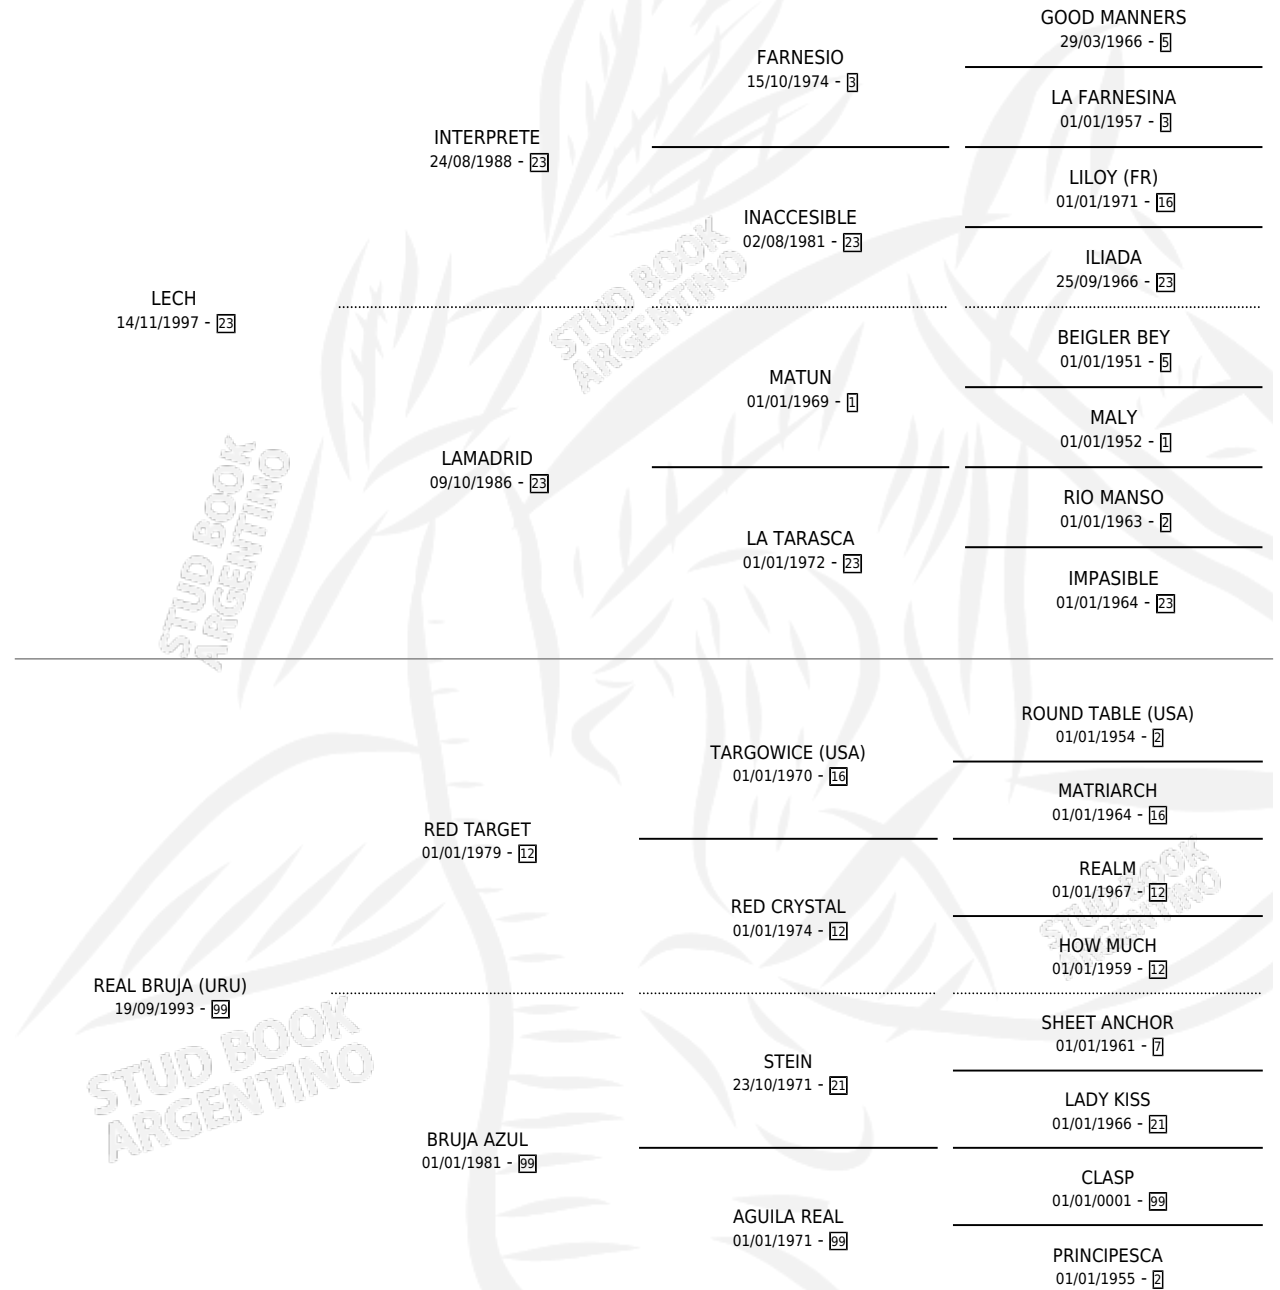 GOOD MANNERS
29/03/1966 - 5
FARNESIO
15/10/1974 - 3
LA FARNESINA
01/01/1957 - 3
INTERPRETE
24/08/1988 - 23
LILOY (FR)
01/01/1971 - 16
INACCESIBLE
02/08/1981 - 23
ILIADA
25/09/1966 - 23
LECH
14/11/1997 - 23
STUD BOOK
ARGENTINO
BEIGLER BEY
01/01/1951 - 5
MATUN
01/01/1969 - 1
MALY
01/01/1952 - 1
LAMADRID
09/10/1986 - 23
RIO MANSO
01/01/1963 - 2
LA TARASCA
01/01/1972 - 23
IMPASIBLE
01/01/1964 - 23
STUD BOOK
ARGENTINO
ROUND TABLE (USA)
01/01/1954 - 2
TARGOWICE (USA)
01/01/1970 - 16
MATRIARCH
01/01/1964 - 16
RED TARGET
01/01/1979 - 12
REALM
01/01/1967 - 12
RED CRYSTAL
01/01/1974 - 12
STUD BOOK
ARGENTINO
HOW MUCH
01/01/1959 - 12
REAL BRUJA (URU)
19/09/1993 - 99
STUD BOOK
ARGENTINO
SHEET ANCHOR
01/01/1961 - 7
STEIN
23/10/1971 - 21
LADY KISS
01/01/1966 - 21
BRUJA AZUL
01/01/1981 - 99
CLASP
01/01/0001 - 99
AGUILA REAL
01/01/1971 - 99
PRINCIPESCA
01/01/1955 - 2